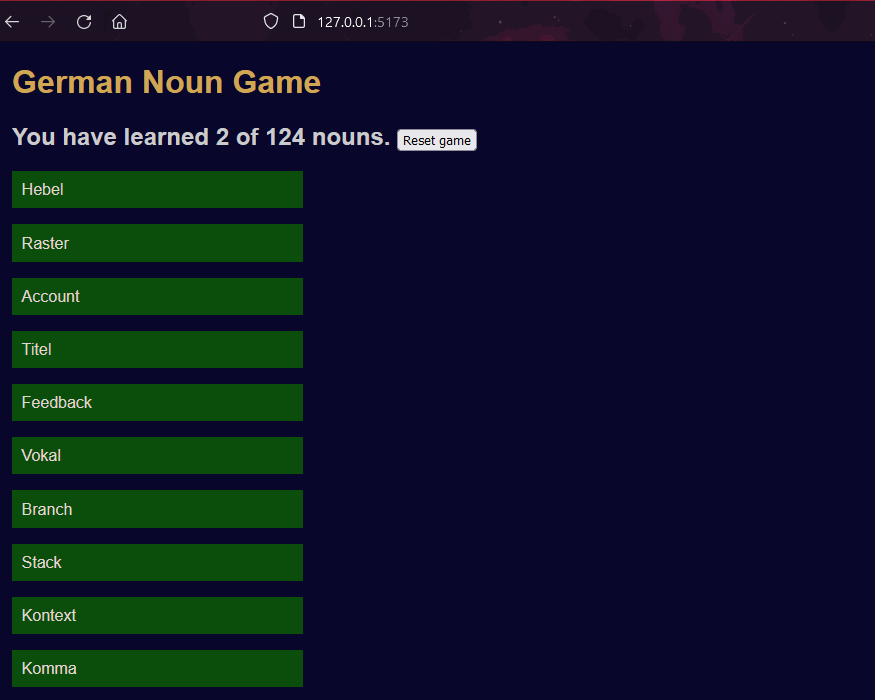 127.0.0.1:5173
German Noun Game
You have learned 2 of 124 nouns. Reset game
Hebel
Raster
Account
Titel
Feedback
Vokal
Branch
Stack
Kontext
Komma